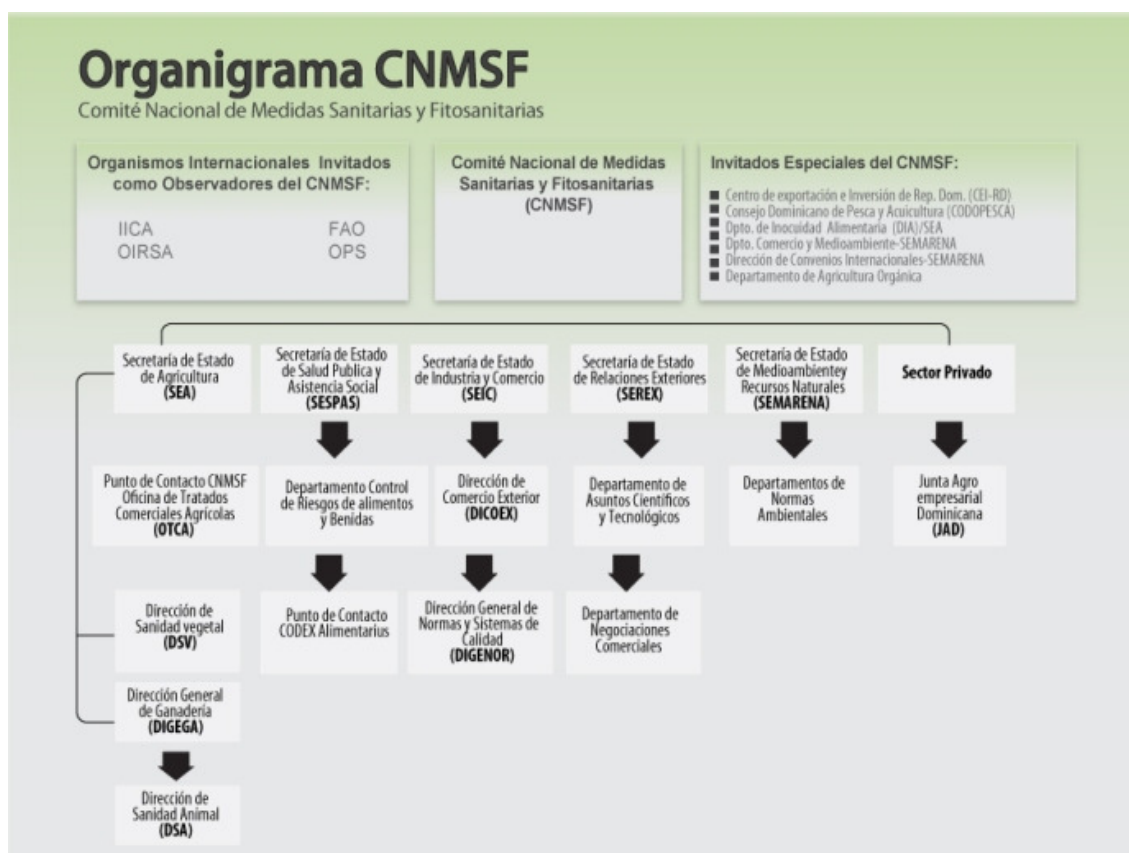 Organigrama CNMSF
Comité Nacional de Medidas Sanitarias y Fitosanitarias
Organismos Internacionales Invitados
como Observadores del CNMSF:
IICA FAO
OIRSA OPS
Comité Nacional de Medidas
Sanitarias y Fitosanitarias
(CNMSF)
Invitados Especiales del CNMSF:
Centro de exportación e Inversión de Rep. Dom. (CEI-RD)
Consejo Dominicano de Pesca y Acuicultura (CODOPESCA)
Dpto. de Inocuidad Alimentaria (DIA)/SEA
Dpto. Comercio y Medioambiente-SEMARENA
Dirección de Convenios Internacionales-SEMARENA
Departamento de Agricultura Orgánica
Secretaría de Estado
de Agricultura
(SEA)
Secretaría de Estado
de Salud Publica y
Asistencia Social
(SESPAS)
Secretaría de Estado
de Industria y Comercio
(SEIC)
Secretaría de Estado
de Relaciones Exteriores
(SEREX)
Secretaría de Estado
de Medioambientey
Recursos Naturales
(SEMARENA)
Sector Privado
Punto de Contacto CNMSF
Oficina de Tratados
Comerciales Agrícolas
(OTCA)
Departamento Control
de Riesgos de alimentos
y Benidas
Dirección de
Comercio Exterior
(DICOEX)
Departamento de
Asuntos Científicos
y Tecnológicos
Departamentos de
Normas
Ambientales
Junta Agro
empresarial
Dominicana
(JAD)
Dirección de
Sanidad vegetal
(DSV)
Punto de Contacto
CODEX Alimentarius
Dirección General de
Normas y Sistemas de
Calidad
(DIGENOR)
Departamento de
Negociaciones
Comerciales
Dirección General
de Ganadería
(DIGEGA)
Dirección de
Sanidad Animal
(DSA)